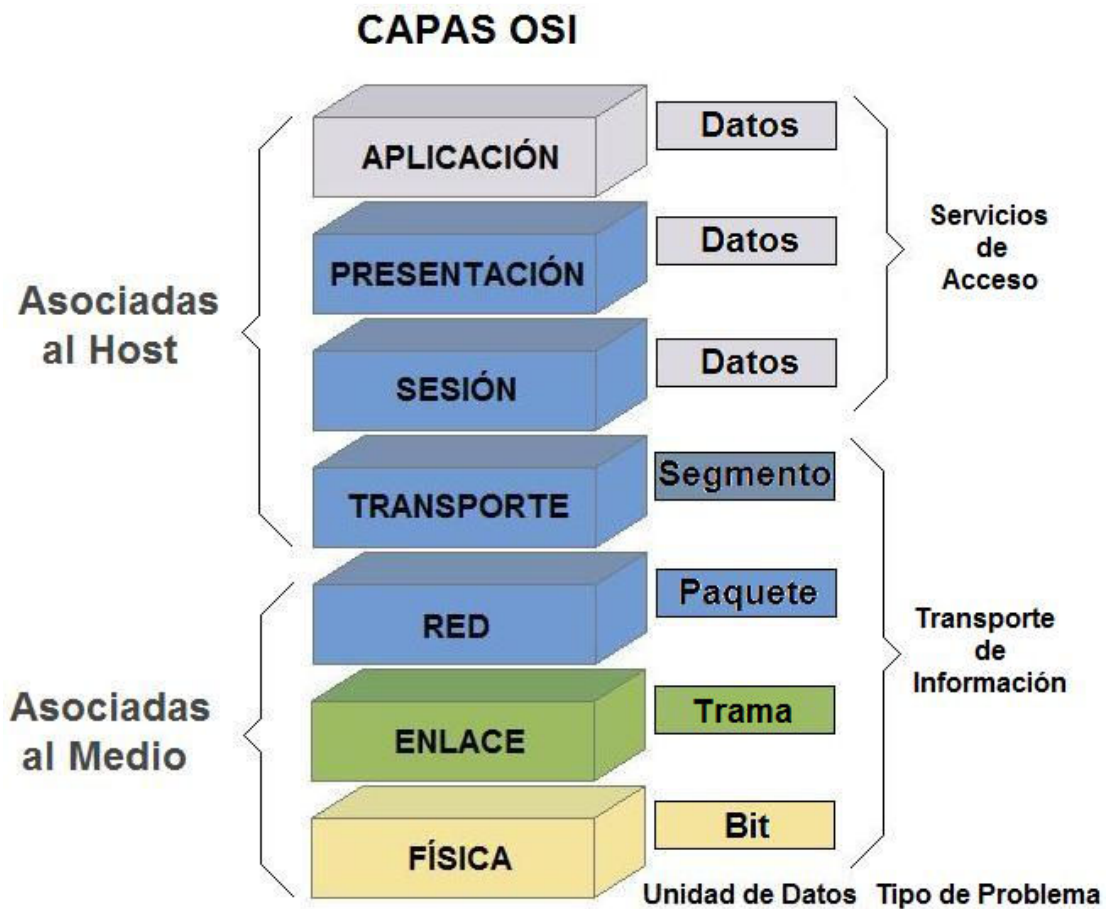 CAPAS OSI
APLICACIÓN
Datos
PRESENTACIÓN
Datos
SESIÓN
Datos
TRANSPORTE
Segmento
RED
Paquete
ENLACE
Trama
FÍSICA
Bit
Asociadas
al Host
Asociadas
al Medio
Servicios
de
Acceso
Transporte
de
Información
Unidad de Datos
Tipo de Problema